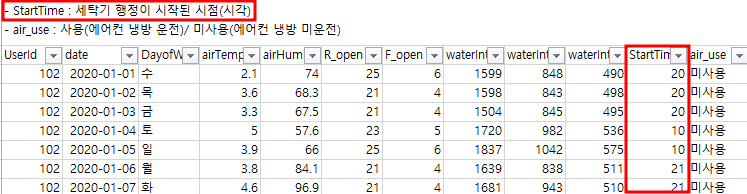 - StartTime : 세탁기 행정이 시작된 시점(시각)
- air_use : 사용(에어컨 냉방 운전)/ 미사용(에어컨 냉방 미운전)
UserId date DayofW airTemp airHum R_open F_open waterInt waterInt waterInt StartTim air_use
102 2020-01-01 수 2.1 74 25 6 1599 848 490 20 미사용
102 2020-01-02 목 3.6 68.3 21 4 1598 843 498 20 미사용
102 2020-01-03 금 3.3 67.5 21 4 1504 845 495 20 미사용
102 2020-01-04 토 5 57.6 23 5 1720 982 536 10 미사용
102 2020-01-05 일 3.9 66 25 6 1837 1042 575 10 미사용
102 2020-01-06 월 3.8 84.1 21 4 1639 838 511 21 미사용
102 2020-01-07 화 4.6 96.9 21 4 1681 943 510 21 미사용